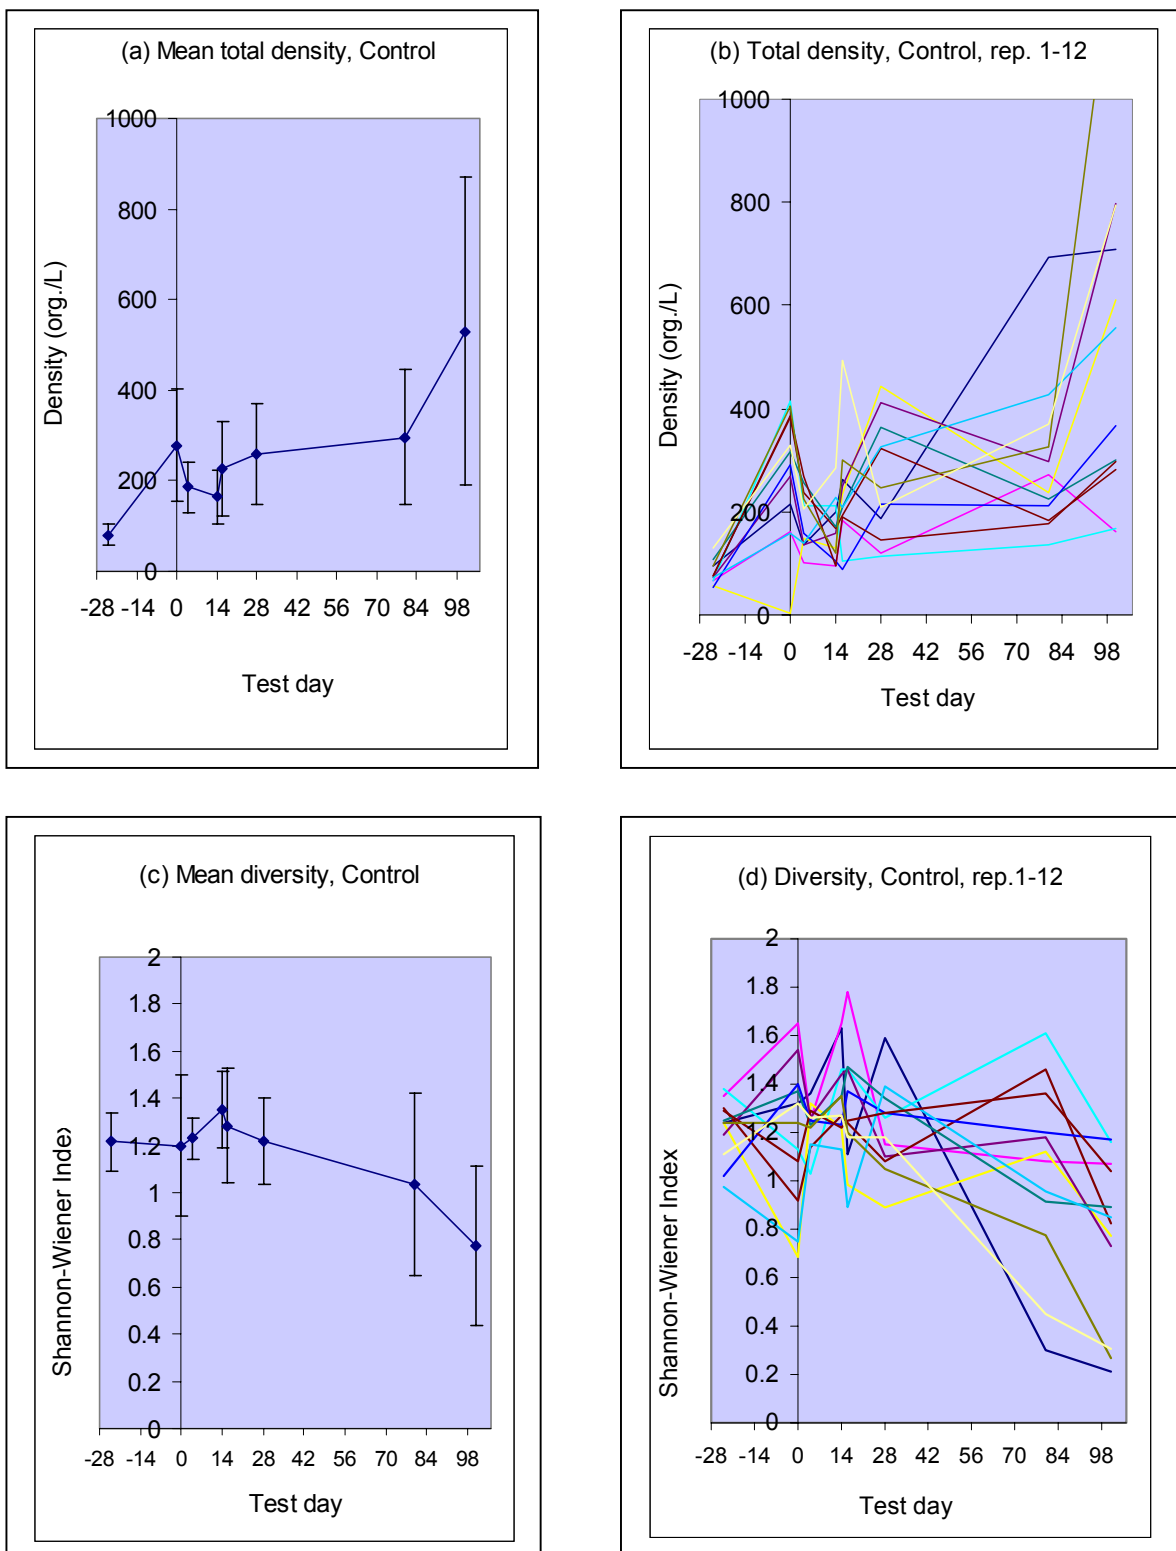 (a) Mean total density, Control
1000
800
600
400
200
0
-28 -14 0 14 28 42 56 70 84 98
Density (org./L)
Test day
(b) Total density, Control, rep. 1-12
1000
800
600
400
200
0
-28 -14 0 14 28 42 56 70 84 98
Density (org./L)
Test day
(c) Mean diversity, Control
2
1.8
1.6
1.4
1.2
1
0.8
0.6
0.4
0.2
0
-28 -14 0 14 28 42 56 70 84 98
Shannon-Wiener Index
Test day
(d) Diversity, Control, rep.1-12
2
1.8
1.6
1.4
1.2
1
0.8
0.6
0.4
0.2
0
-28 -14 0 14 28 42 56 70 84 98
Shannon-Wiener Index
Test day